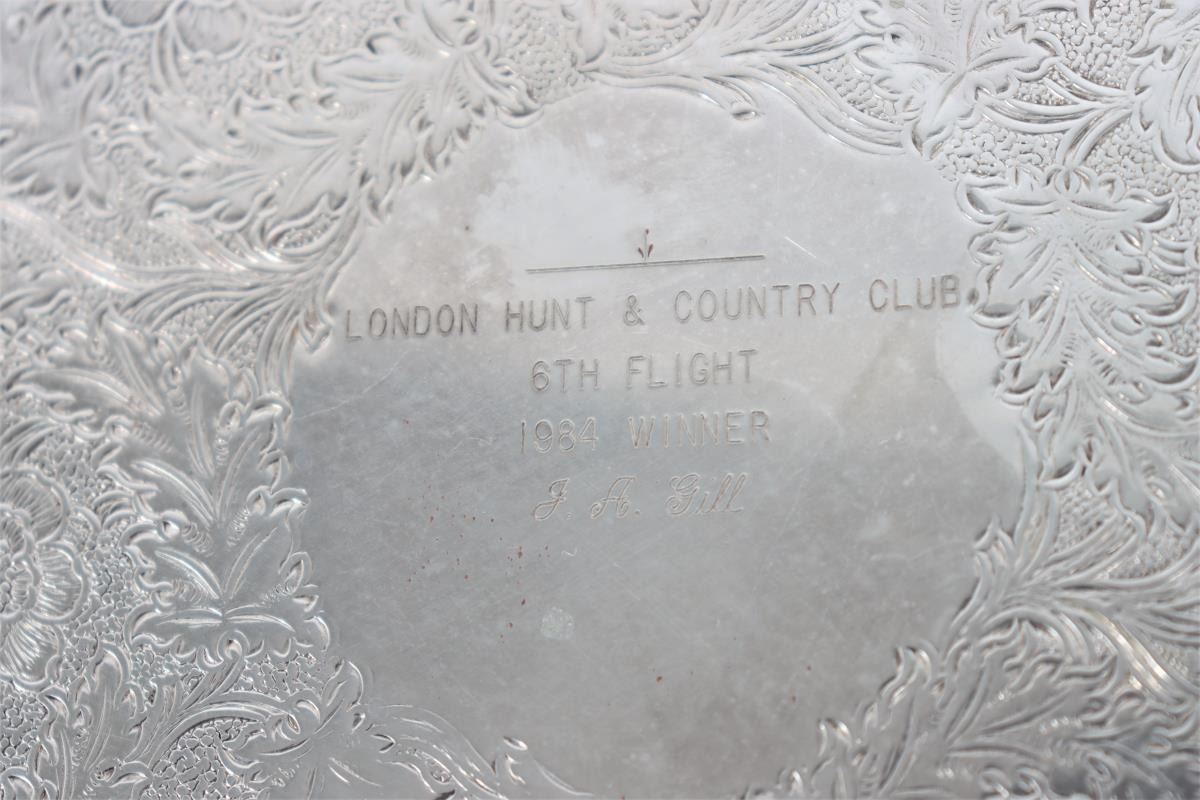 LONDON HUNT & COUNTRY CLUB
6TH FLIGHT
1984 WINNER
J. A. Gill